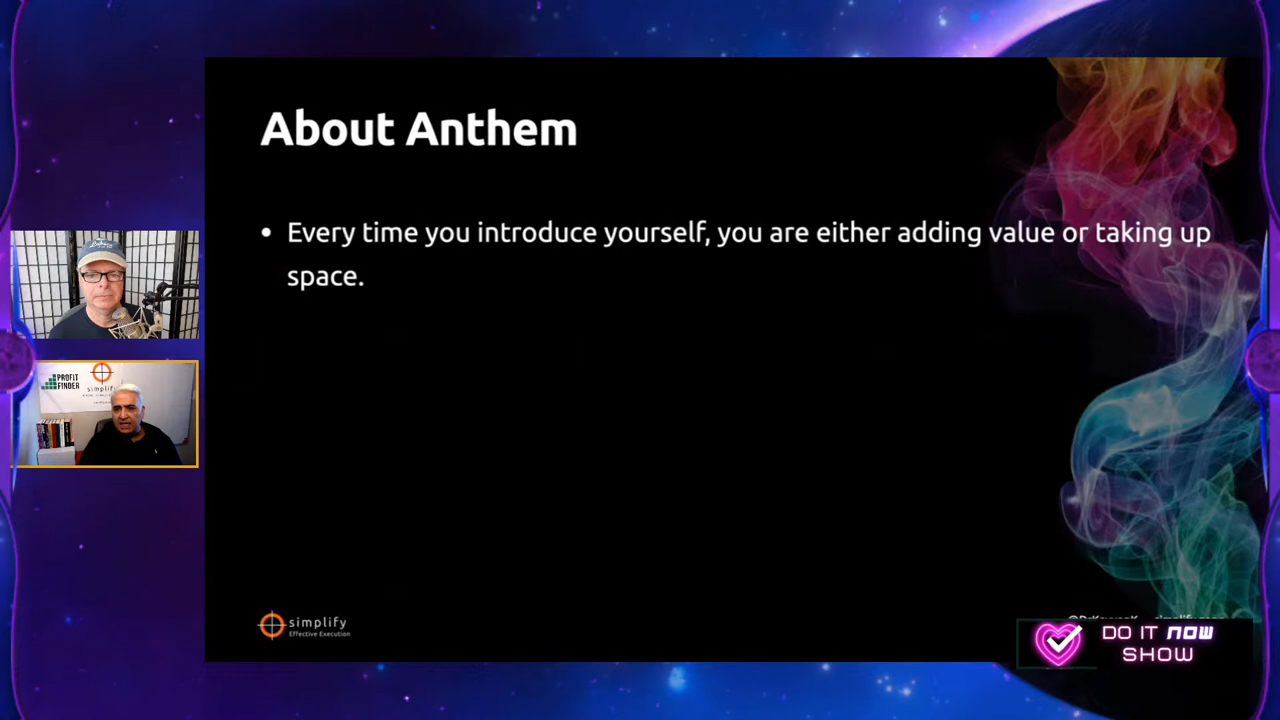 About Anthem
• Every time you introduce yourself, you are either adding value or taking up
space.
PROFIT
FINDER
simplify
simplify
Effective Execution
DO IT NOW
SHOW